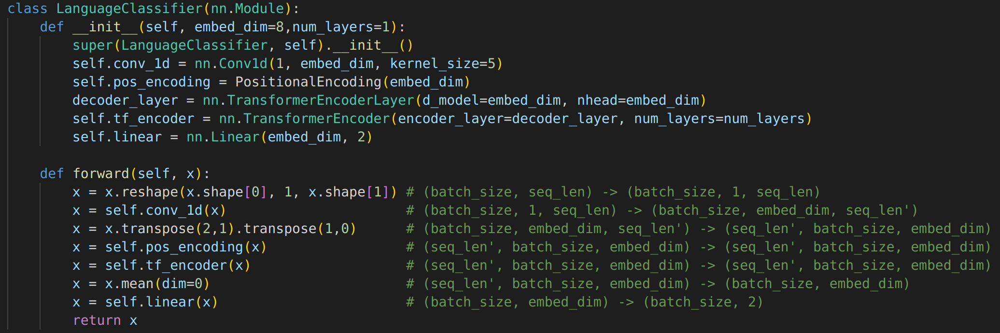 class LanguageClassifier(nn.Module):
    def __init__(self, embed_dim=8,num_layers=1):
        super(LanguageClassifier, self).__init__()
        self.conv_1d = nn.Conv1d(1, embed_dim, kernel_size=5)
        self.pos_encoding = PositionalEncoding(embed_dim)
        decoder_layer = nn.TransformerEncoderLayer(d_model=embed_dim, nhead=embed_dim)
        self.tf_encoder = nn.TransformerEncoder(encoder_layer=decoder_layer, num_layers=num_layers)
        self.linear = nn.Linear(embed_dim, 2)

    def forward(self, x):
        x = x.reshape(x.shape[0], 1, x.shape[1]) # (batch_size, seq_len) -> (batch_size, 1, seq_len)
        x = self.conv_1d(x)                      # (batch_size, 1, seq_len) -> (batch_size, embed_dim, seq_len')
        x = x.transpose(2,1).transpose(1,0)      # (batch_size, embed_dim, seq_len') -> (seq_len', batch_size, embed_dim)
        x = self.pos_encoding(x)                 # (seq_len', batch_size, embed_dim) -> (seq_len', batch_size, embed_dim)
        x = self.tf_encoder(x)                   # (seq_len', batch_size, embed_dim) -> (seq_len', batch_size, embed_dim)
        x = x.mean(dim=0)                        # (seq_len', batch_size, embed_dim) -> (batch_size, embed_dim)
        x = self.linear(x)                       # (batch_size, embed_dim) -> (batch_size, 2)
        return x